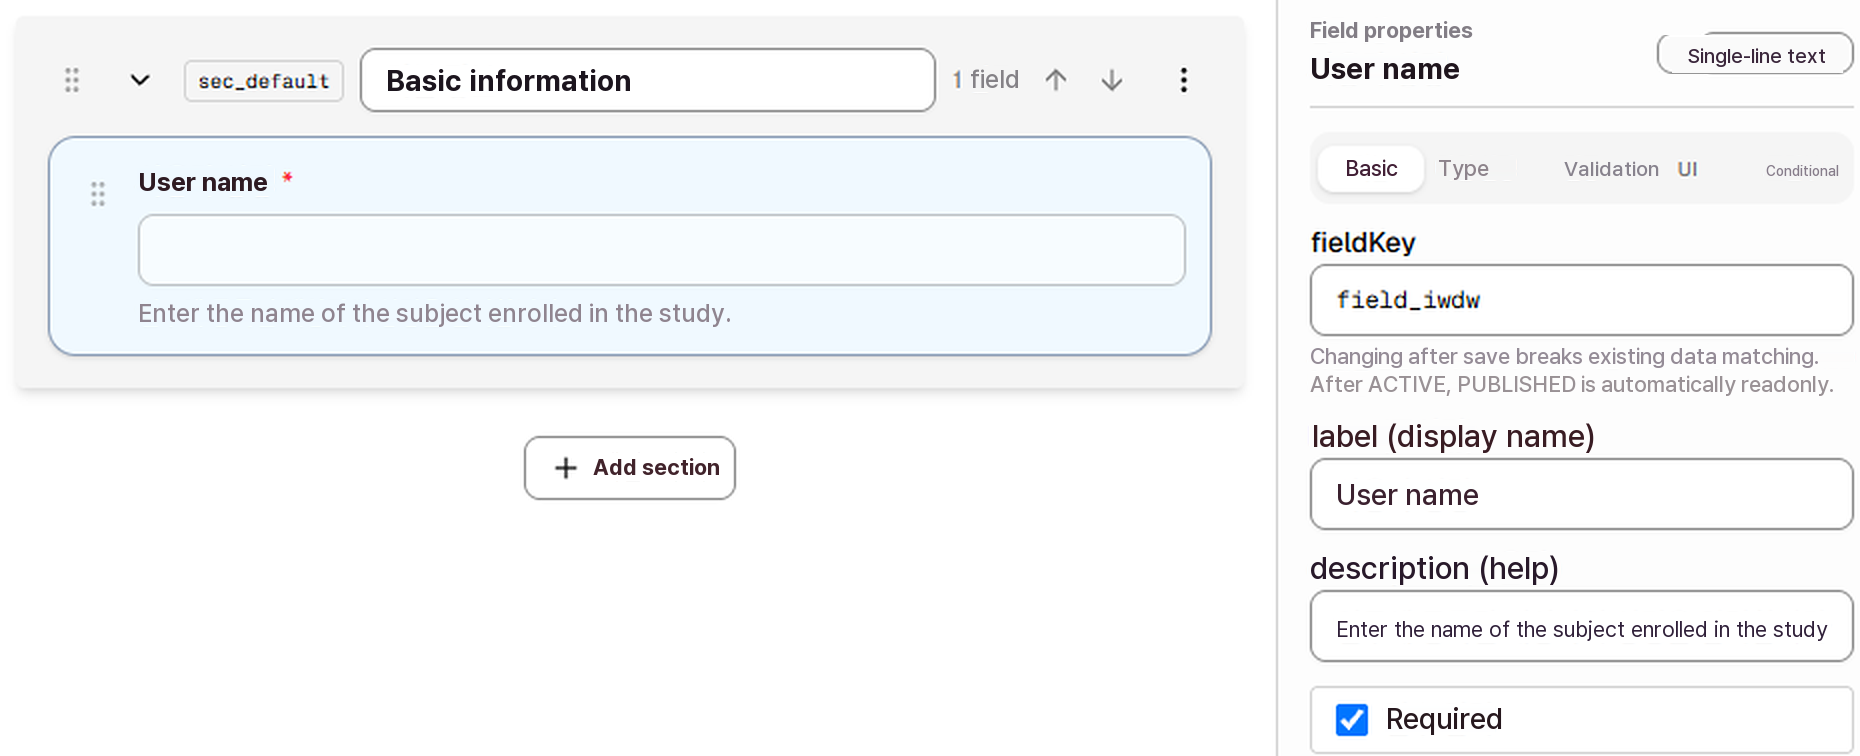 sec_default
Basic information
1 field
User name *
Enter the name of the subject enrolled in the study.
Add section
Field properties
User name
Single-line text
Basic
Type
Validation
UI
Conditional
fieldKey
field_iwdw
Changing after save breaks existing data matching.
After ACTIVE, PUBLISHED is automatically readonly.
label (display name)
User name
description (help)
Enter the name of the subject enrolled in the study
Required